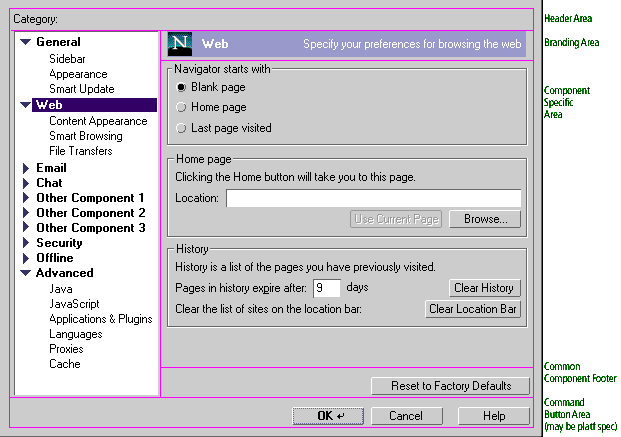 Category:
Header Area
General
Sidebar
Appearance
Smart Update
Web
Content Appearance
Smart Browsing
File Transfers
Email
Chat
Other Component 1
Other Component 2
Other Component 3
Security
Offline
Advanced
Java
JavaScript
Applications & Plugins
Languages
Proxies
Cache
N
Web
Specify your preferences for browsing the web
Branding Area
Navigator starts with
Blank page
Home page
Last page visited
Component
Specific
Area
Home page
Clicking the Home button will take you to this page.
Location:
Use Current Page
Browse...
History
History is a list of the pages you have previously visited.
Pages in history expire after: 9 days
Clear History
Clear the list of sites on the location bar:
Clear Location Bar
Reset to Factory Defaults
Common
Component Footer
OK ↵
Cancel
Help
Command
Button Area
(may be platf spec)